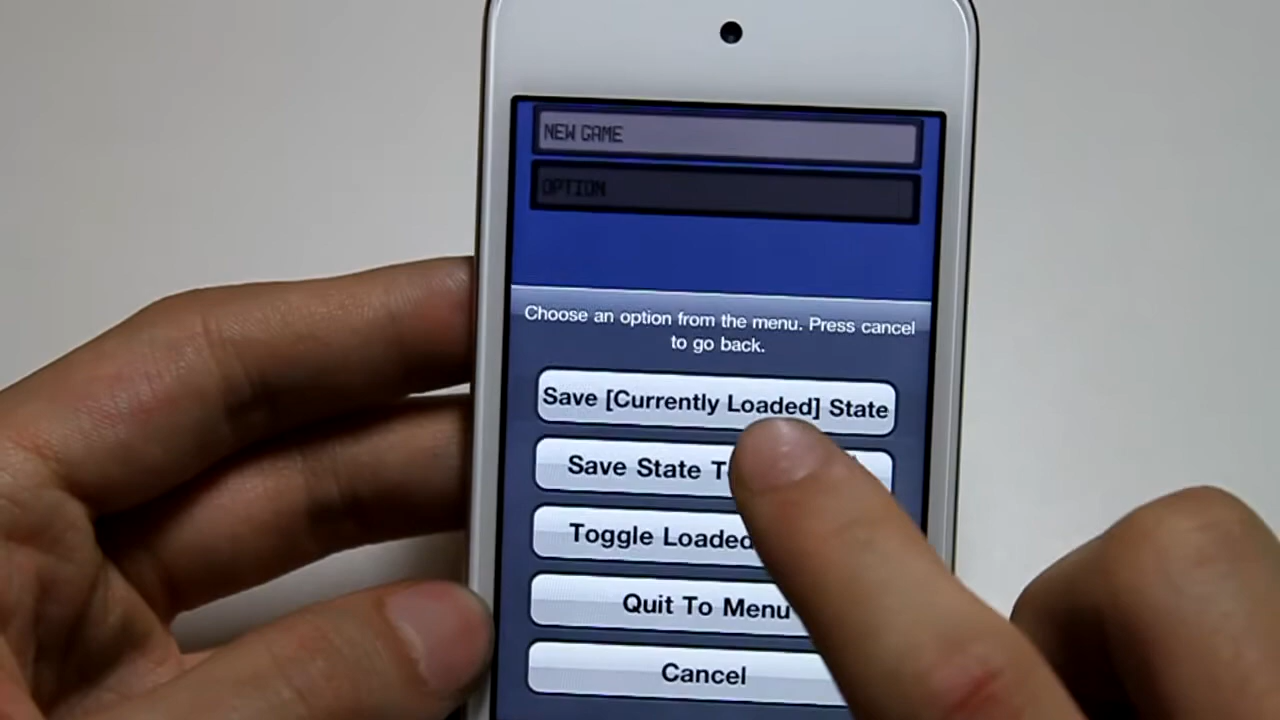 NEW GAME
OPTION
Choose an option from the menu. Press cancel
to go back.
Save [Currently Loaded] State
Save State
Toggle Loaded
Quit To Menu
Cancel